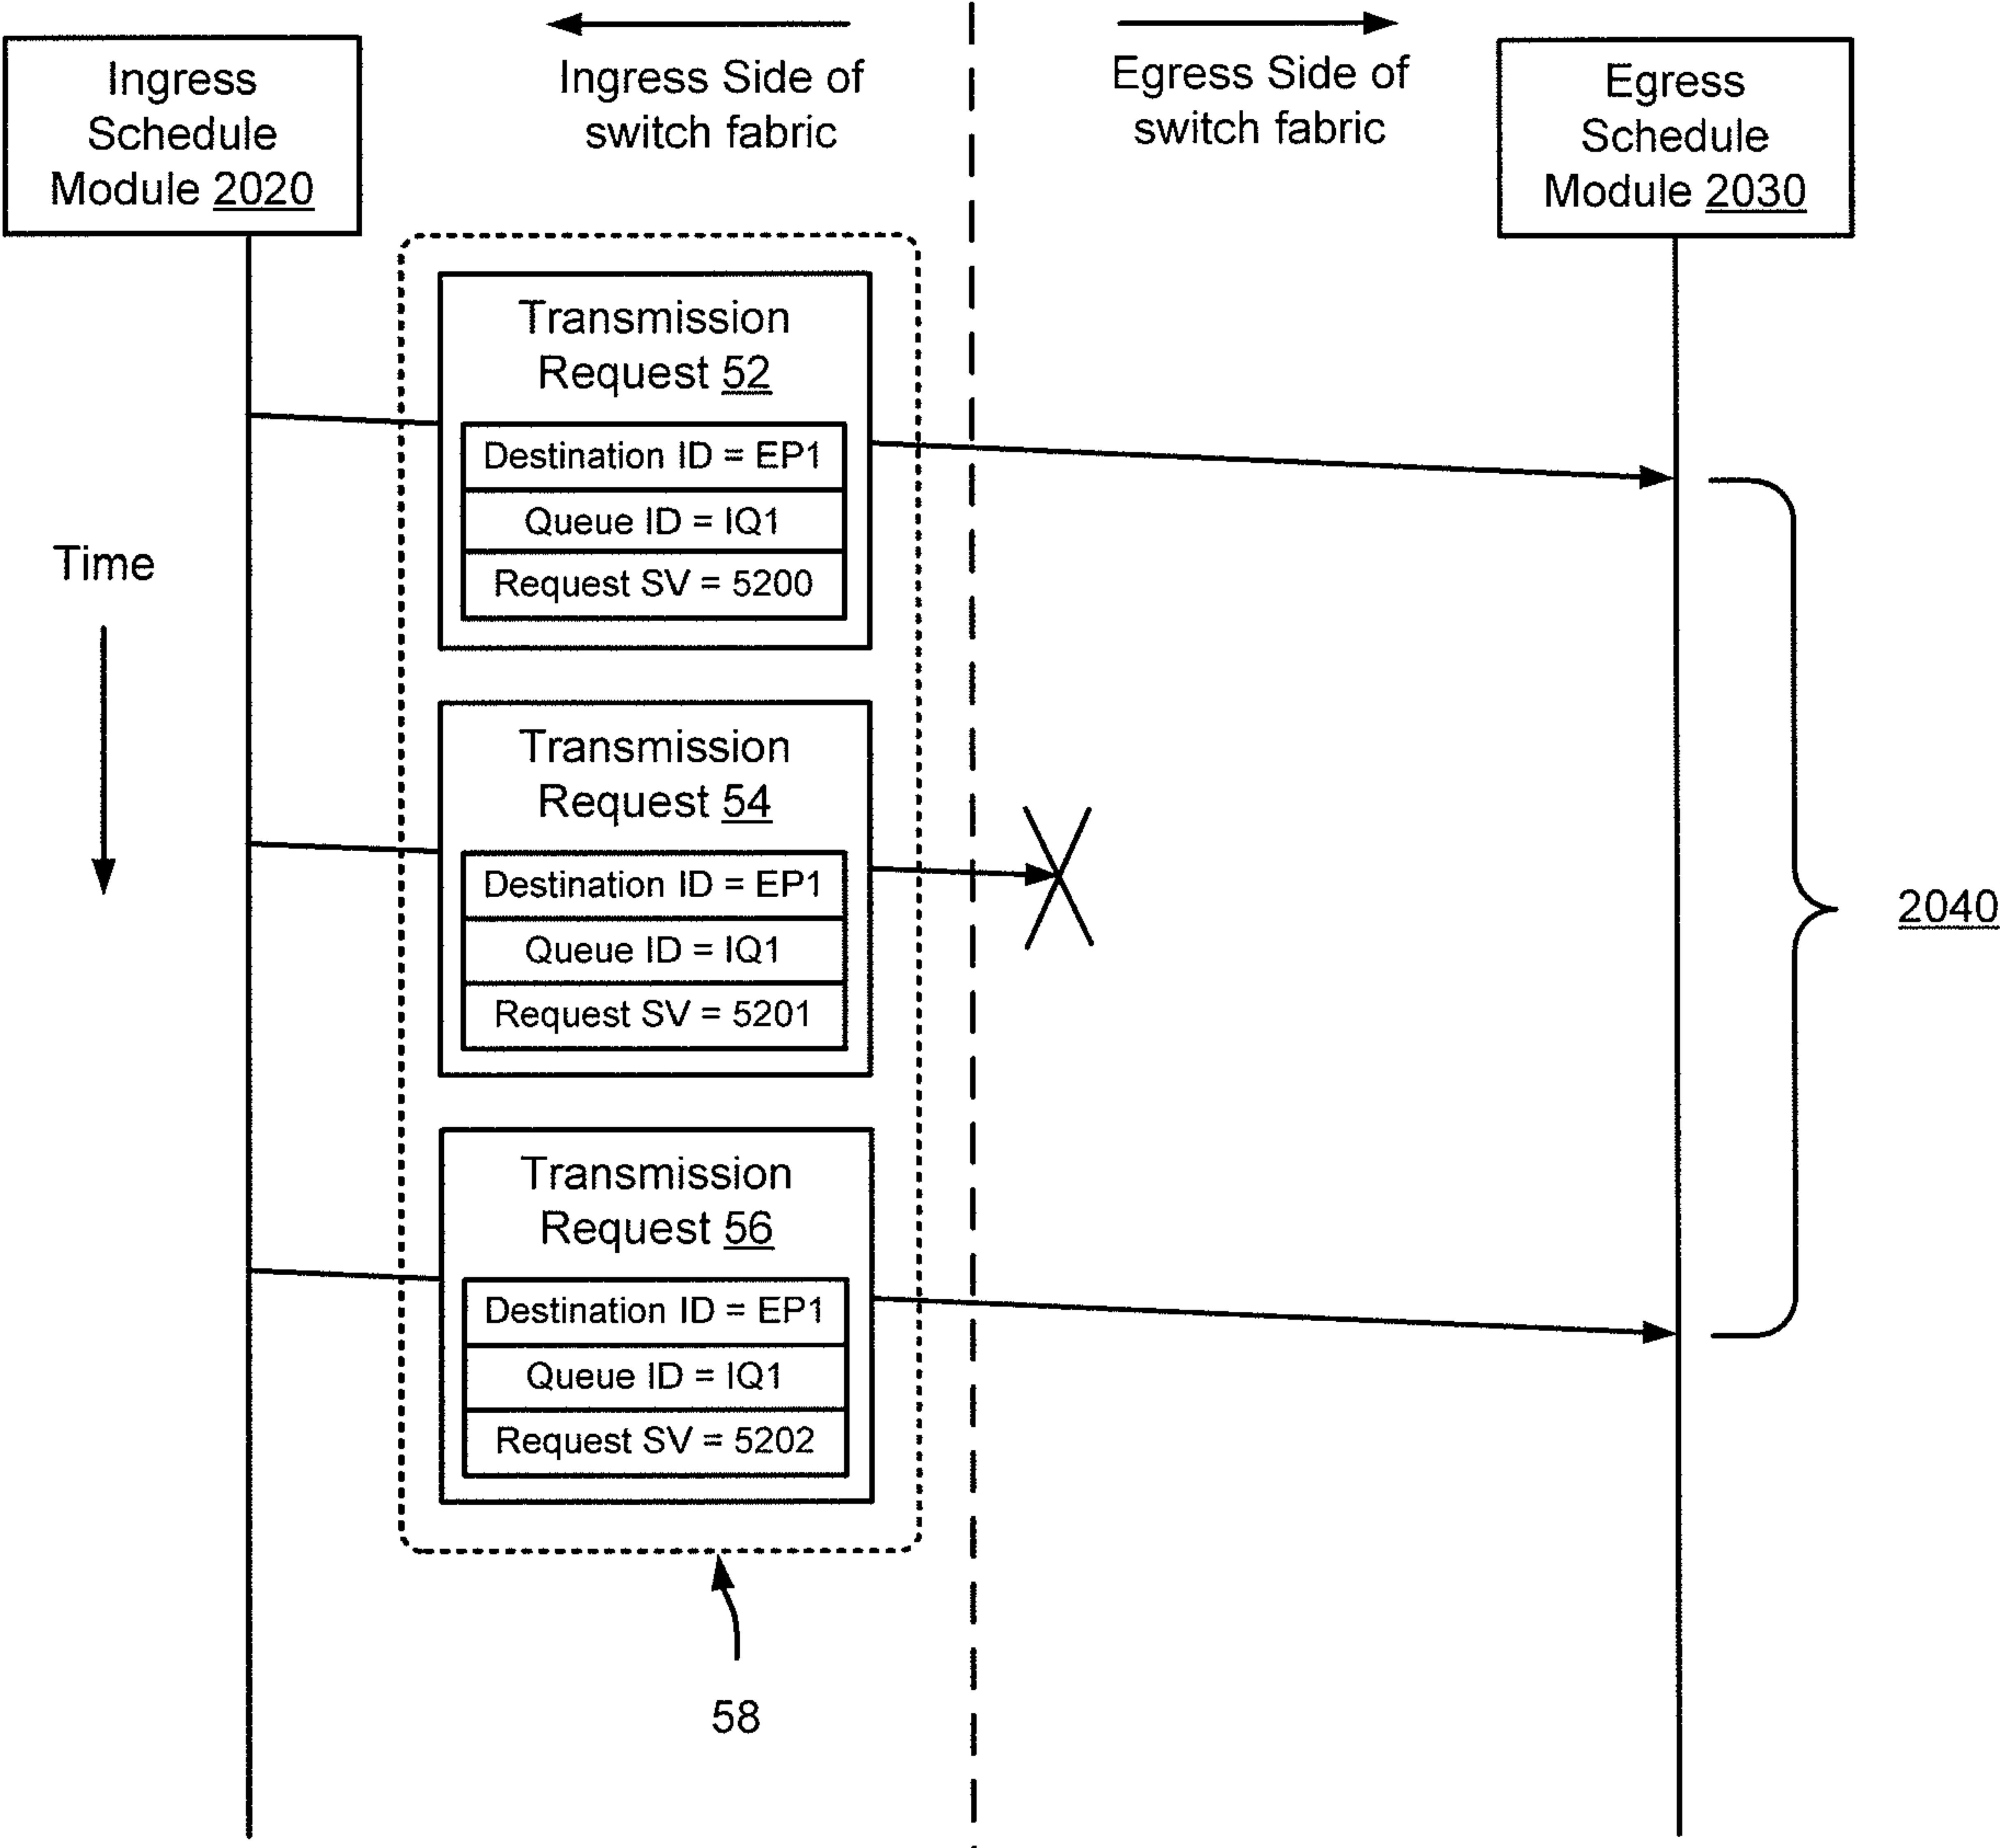 Ingress
Schedule
Module 2020
Ingress Side of
switch fabric
Egress Side of
switch fabric
Egress
Schedule
Module 2030
Time
Transmission
Request 52
Destination ID = EP1
Queue ID = IQ1
Request SV = 5200
Transmission
Request 54
Destination ID = EP1
Queue ID = IQ1
Request SV = 5201
Transmission
Request 56
Destination ID = EP1
Queue ID = IQ1
Request SV = 5202
2040
58